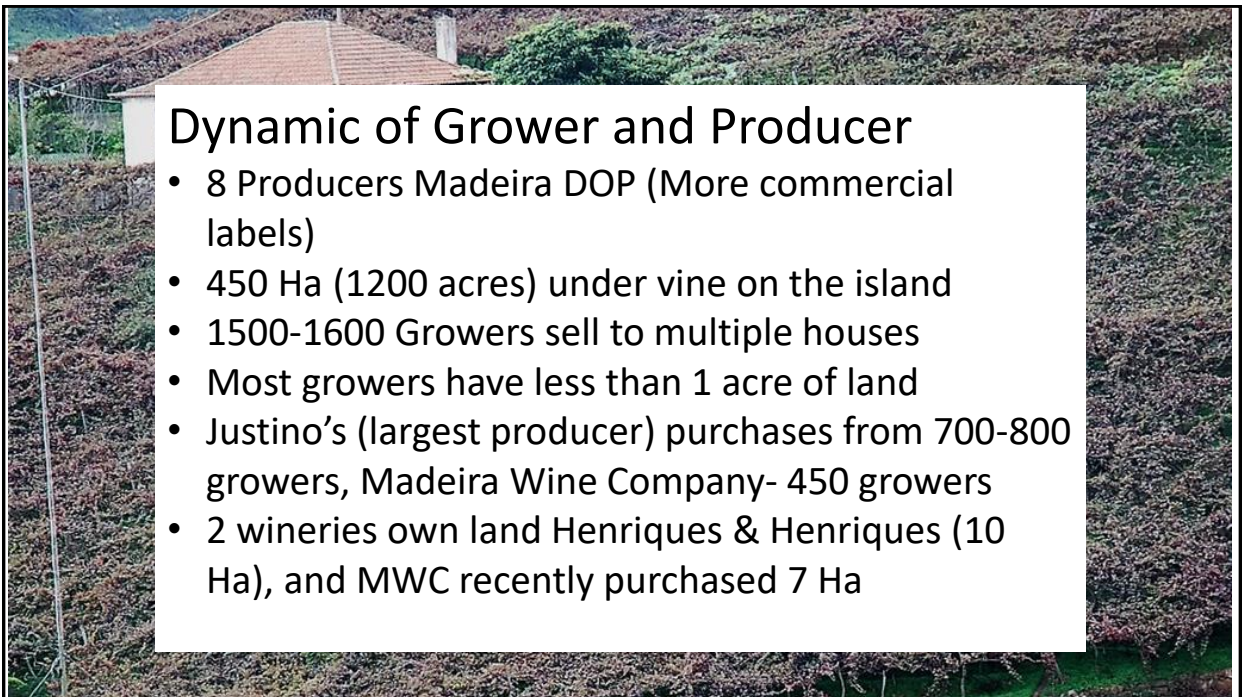 Dynamic of Grower and Producer
• 8 Producers Madeira DOP (More commercial
labels)
• 450 Ha (1200 acres) under vine on the island
• 1500-1600 Growers sell to multiple houses
• Most growers have less than 1 acre of land
• Justino’s (largest producer) purchases from 700-800
growers, Madeira Wine Company- 450 growers
• 2 wineries own land Henriques & Henriques (10
Ha), and MWC recently purchased 7 Ha